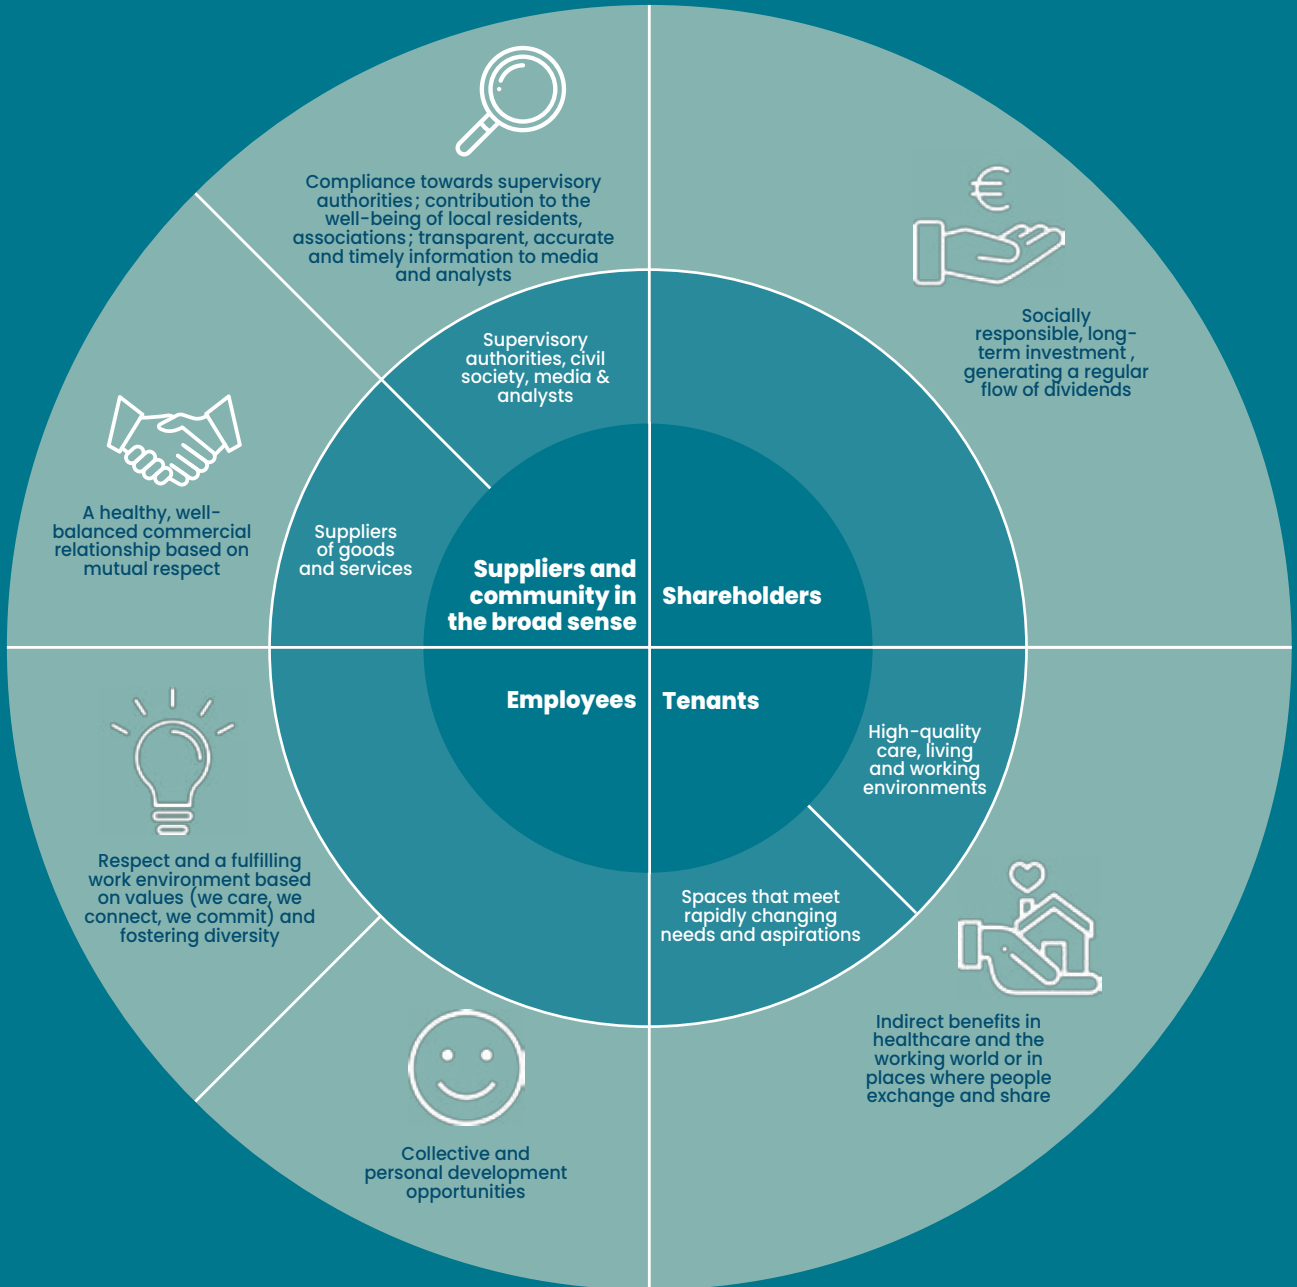 Compliance towards supervisory
authorities; contribution to the
well-being of local residents,
associations; transparent, accurate
and timely information to media
and analysts
€
Socially
responsible, long-
term investment ,
generating a regular
flow of dividends
Supervisory
authorities, civil
society, media &
analysts
A healthy, well-
balanced commercial
relationship based on
mutual respect
Suppliers
of goods
and services
Suppliers and
community in
the broad sense
Shareholders
Employees
Tenants
High-quality
care, living
and working
environments
Respect and a fulfilling
work environment based
on values (we care, we
connect, we commit) and
fostering diversity
Spaces that meet
rapidly changing
needs and aspirations
Indirect benefits in
healthcare and the
working world or in
places where people
exchange and share
Collective and
personal development
opportunities